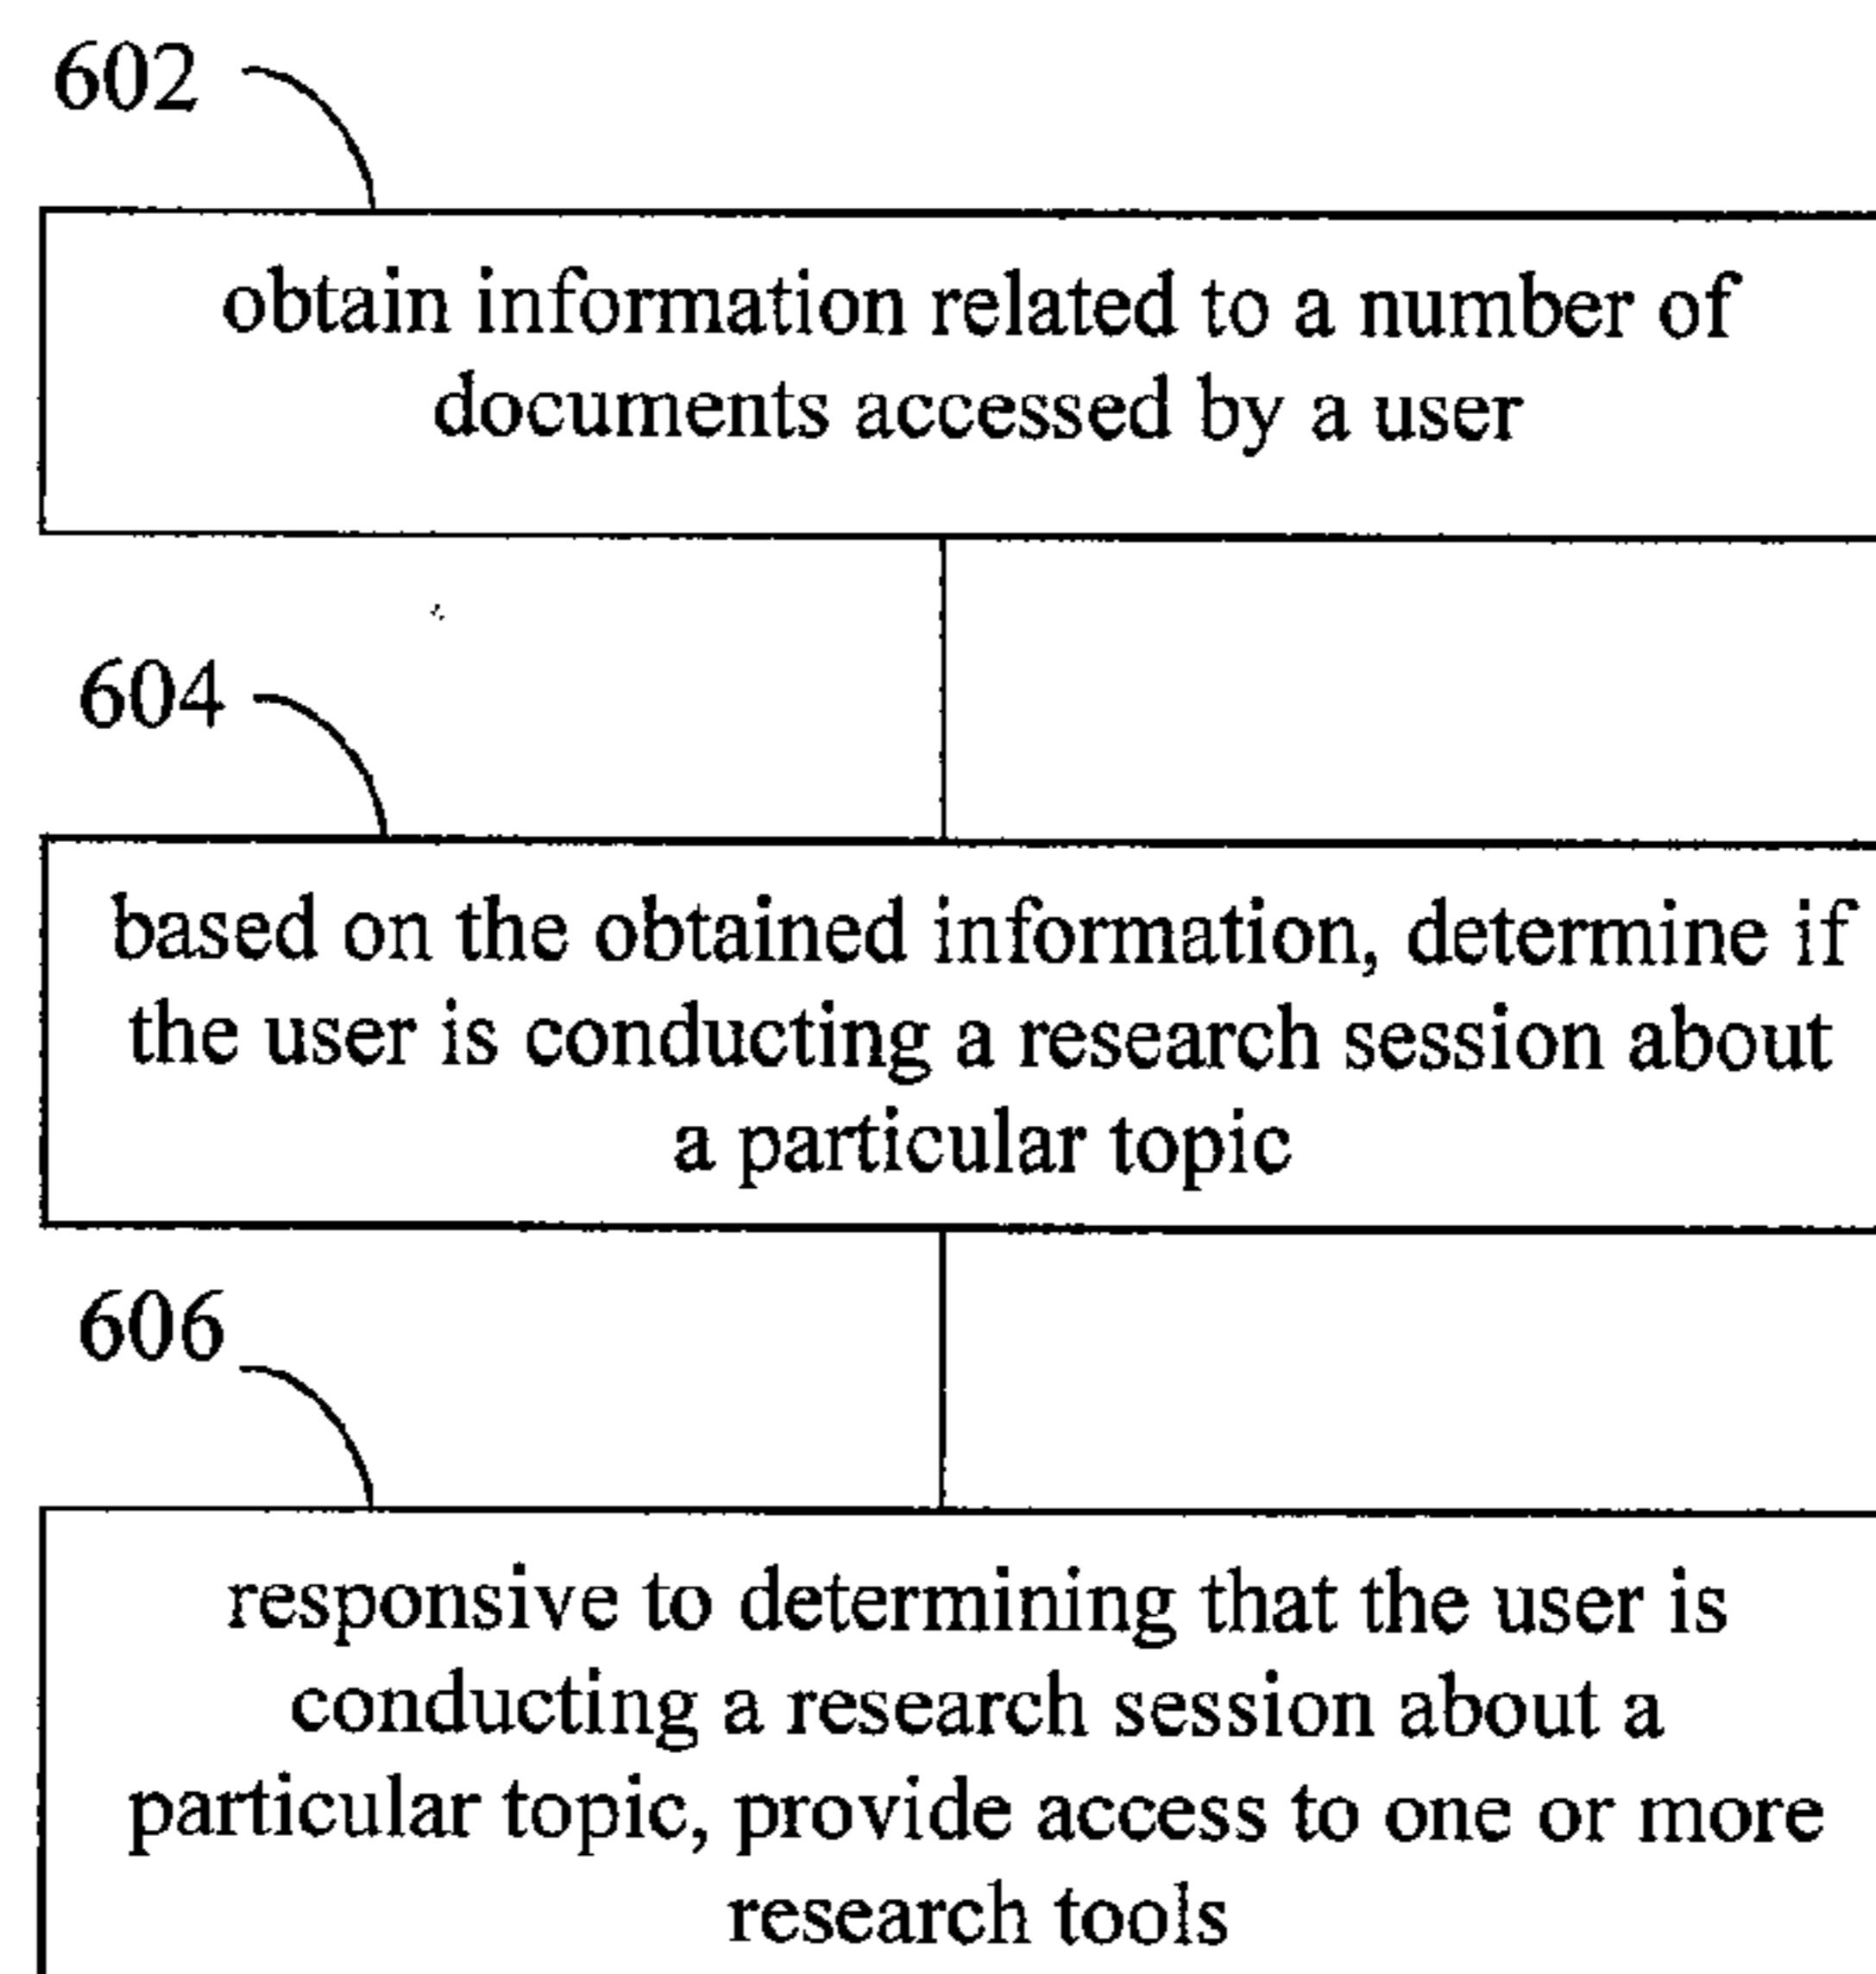 602
obtain information related to a number of
documents accessed by a user
604
based on the obtained information, determine if
the user is conducting a research session about
a particular topic
606
responsive to determining that the user is
conducting a research session about a
particular topic, provide access to one or more
research tools